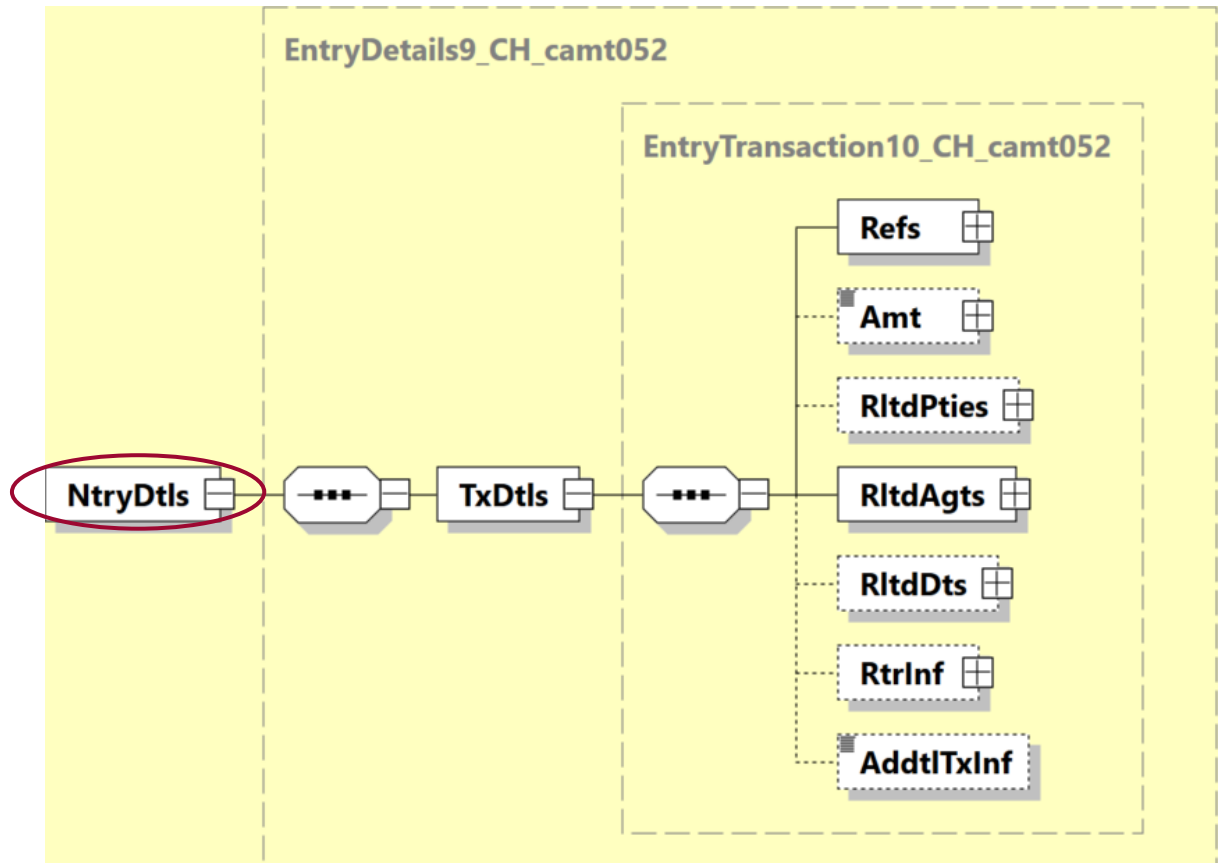 EntryDetails9_CH_camt052
EntryTransaction10_CH_camt052
Refs
Amt
RltdPties
NtryDtls
TxDtls
RltdAgts
RltdDts
RtrInf
AddtlTxInf